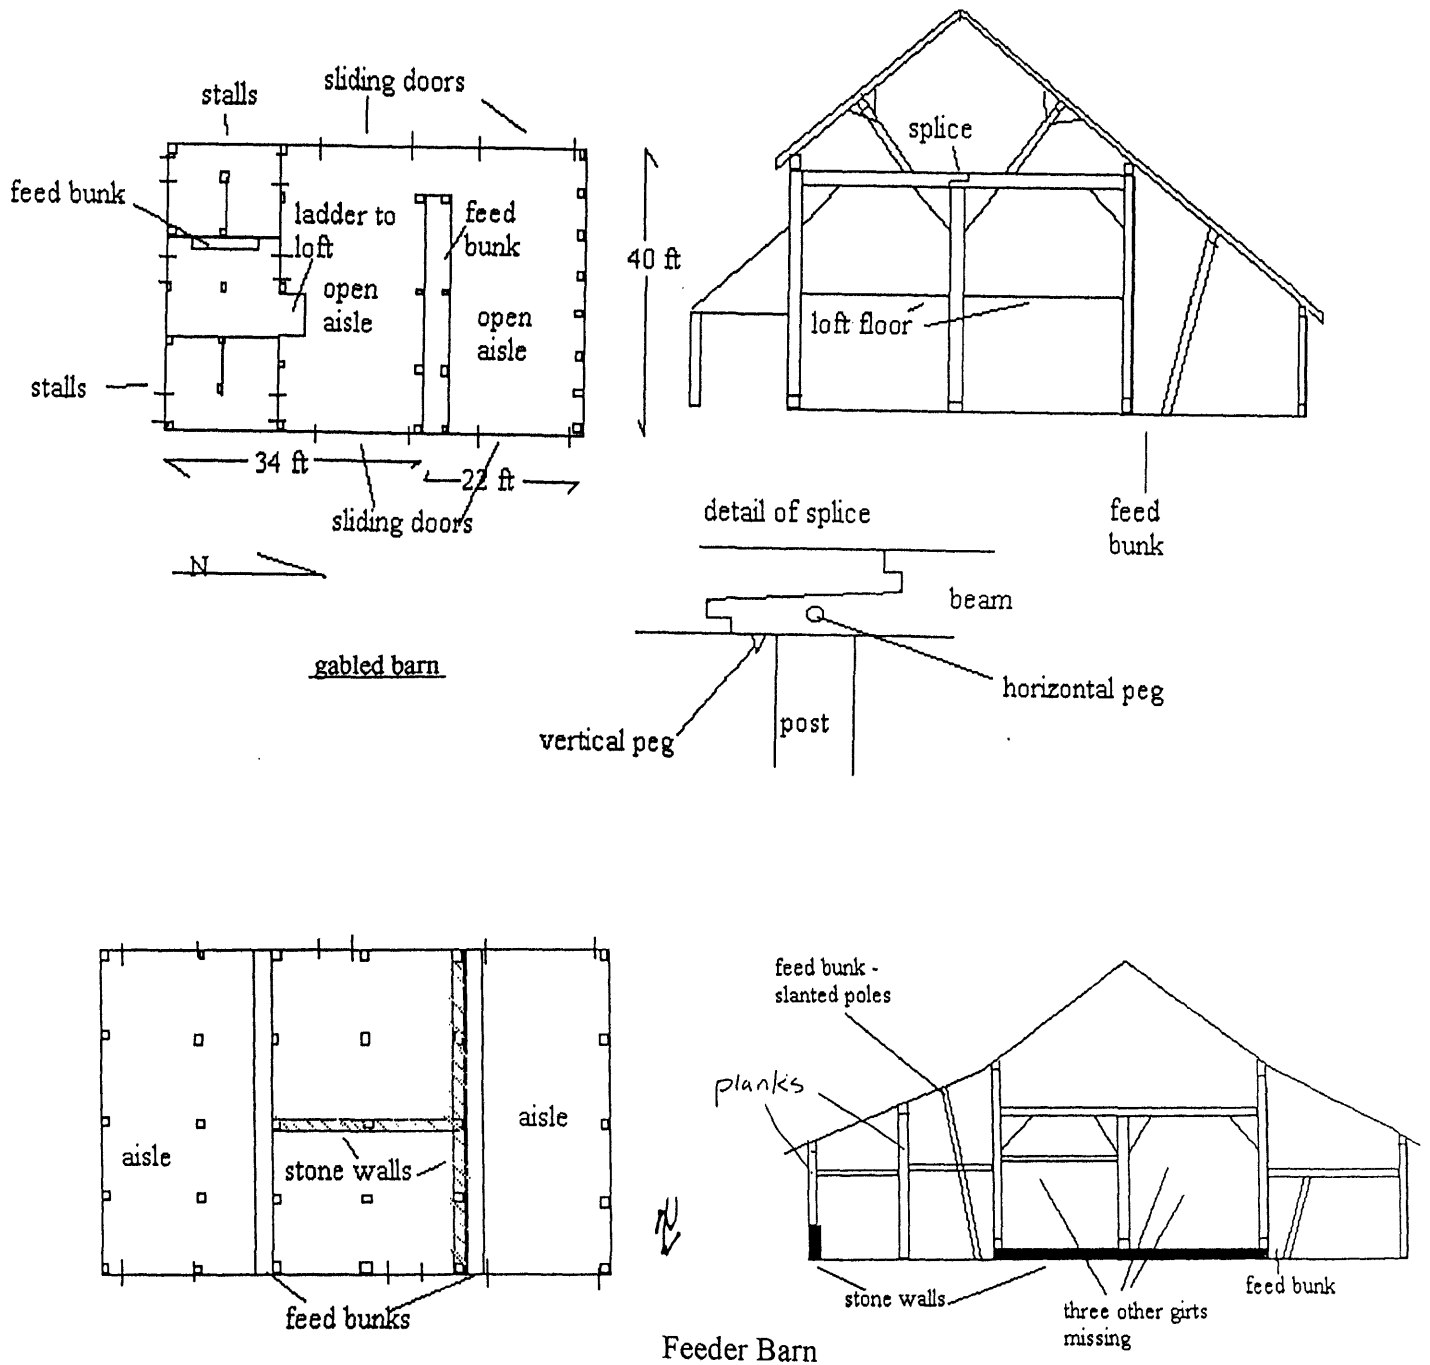 sliding doors
stalls
feed bunk
ladder to
loft
feed
bunk
open
aisle
open
aisle
stalls
40 ft
34 ft
22 ft
sliding doors
N
gabled barn
splice
loft floor
feed
bunk
detail of splice
beam
horizontal peg
vertical peg
post
aisle
aisle
stone walls
feed bunks
N
feed bunk -
slanted poles
planks
stone walls
three other girts
missing
feed bunk
Feeder Barn